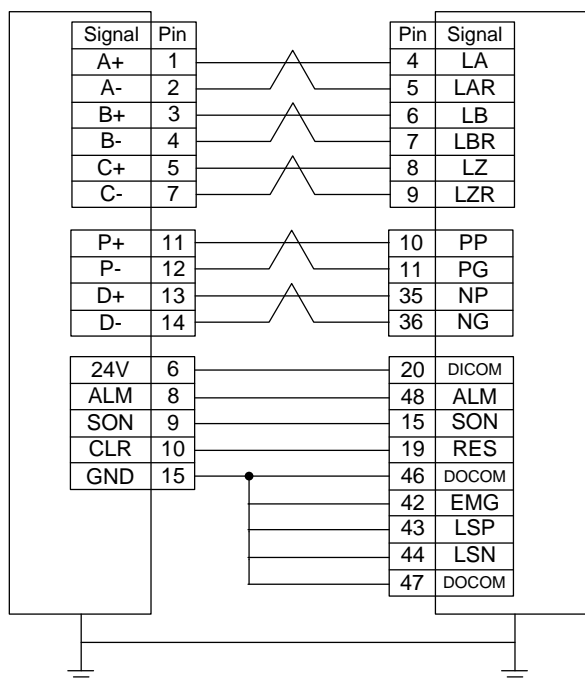 Signal Pin Pin Signal
A+ 1 4 LA
A- 2 5 LAR
B+ 3 6 LB
B- 4 7 LBR
C+ 5 8 LZ
C- 7 9 LZR
P+ 11 10 PP
P- 12 11 PG
D+ 13 35 NP
D- 14 36 NG
24V 6 20 DICOM
ALM 8 48 ALM
SON 9 15 SON
CLR 10 19 RES
GND 15 46 DOCOM
42 EMG
43 LSP
44 LSN
47 DOCOM